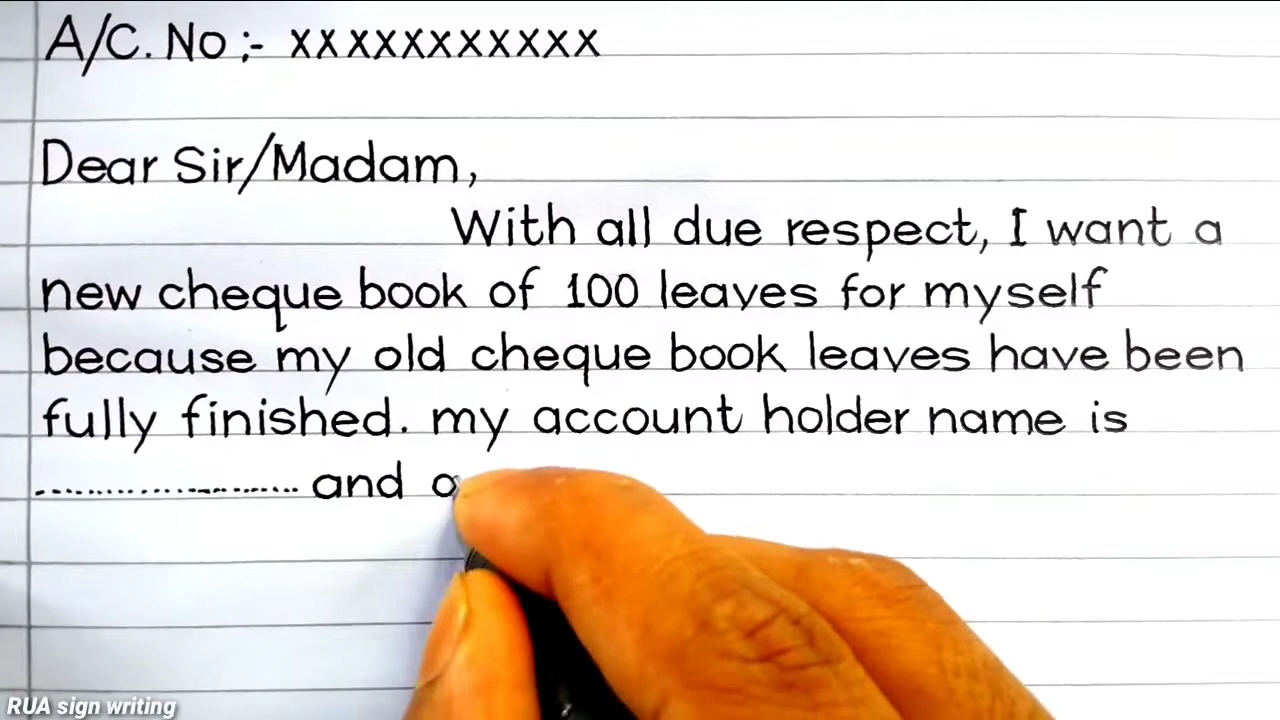 A/C. No :- xxxxxxxxxxx
Dear Sir/Madam,
With all due respect, I want a
new cheque book of 100 leaves for myself
because my old cheque book leaves have been
fully finished. my account holder name is
........................ and
RUA sign writing